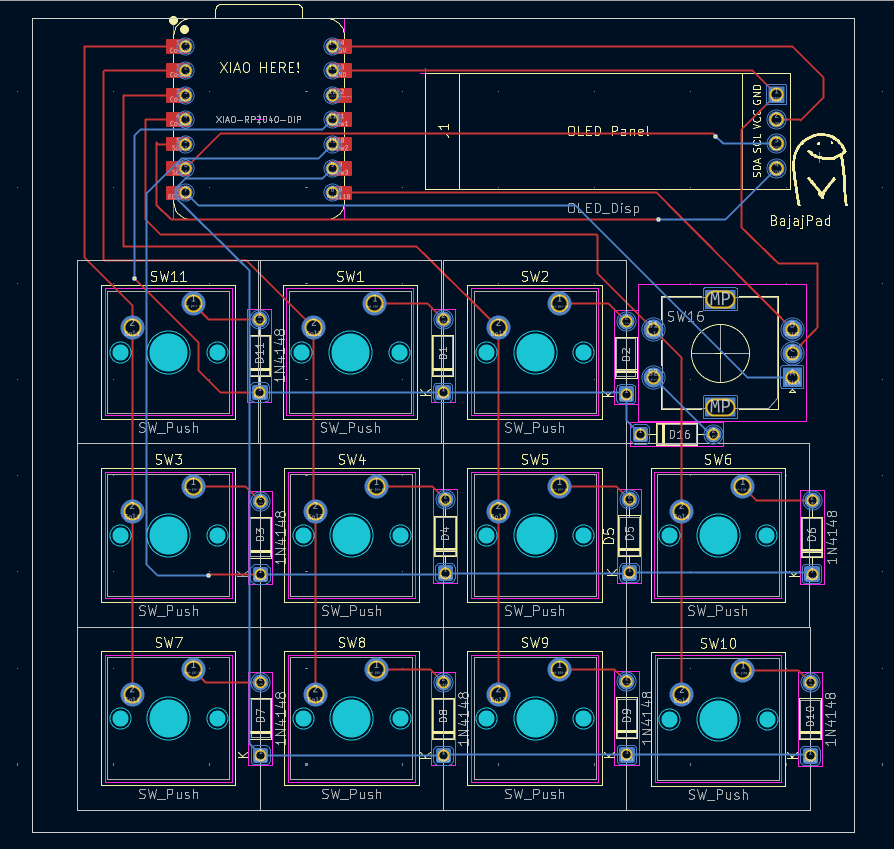 XIAO HERE!
XIAO-RP2040-DIP
J1
OLED Panel
SDA SCL VCC GND
OLED_Disp
BajajPad
SW11
SW1
SW2
SW16
MP
D11
1N4148
D1
K
D2
K
MP
SW_Push
SW_Push
SW_Push
D16
SW3
SW4
SW5
SW6
D3
1N4148
K
D4
K
D5
D5
K
D6
1N4148
K
SW_Push
SW_Push
SW_Push
SW_Push
SW7
SW8
SW9
SW10
D7
1N4148
K
D8
1N4148
K
D9
1N4148
K
D10
1N4148
K
SW_Push
SW_Push
SW_Push
SW_Push